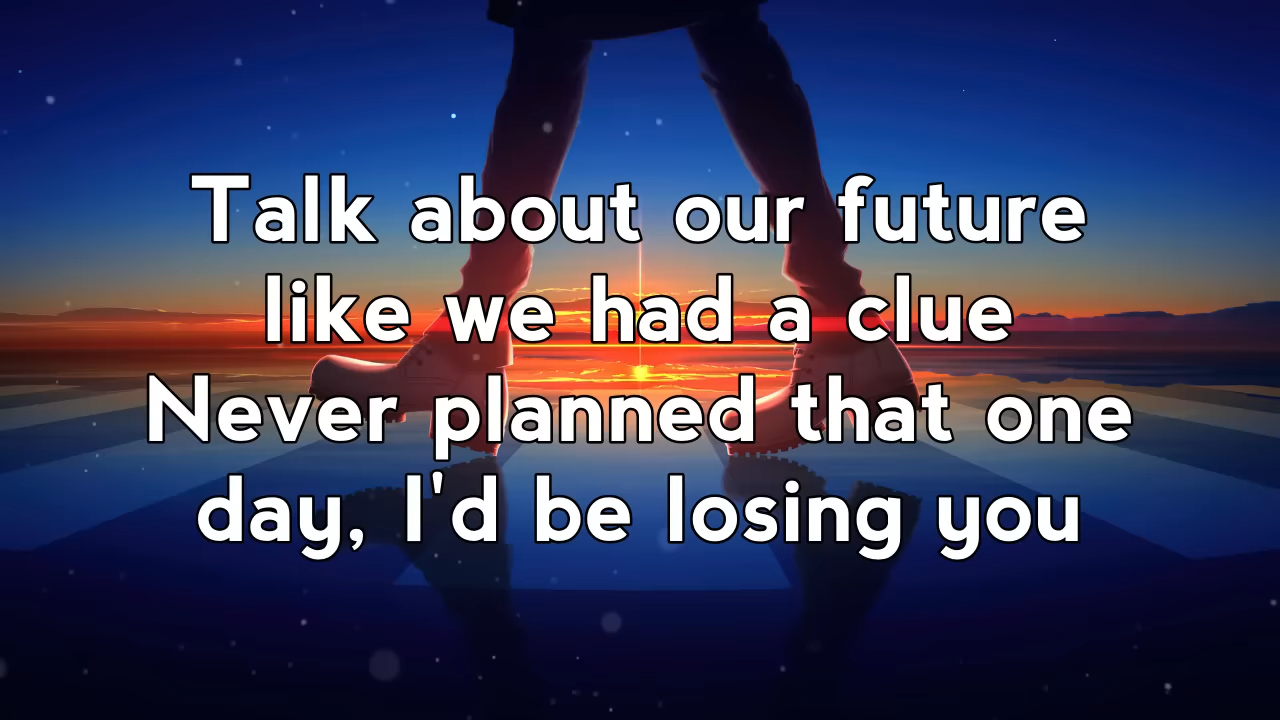 Talk about our future
like we had a clue
Never planned that one
day, I'd be losing you